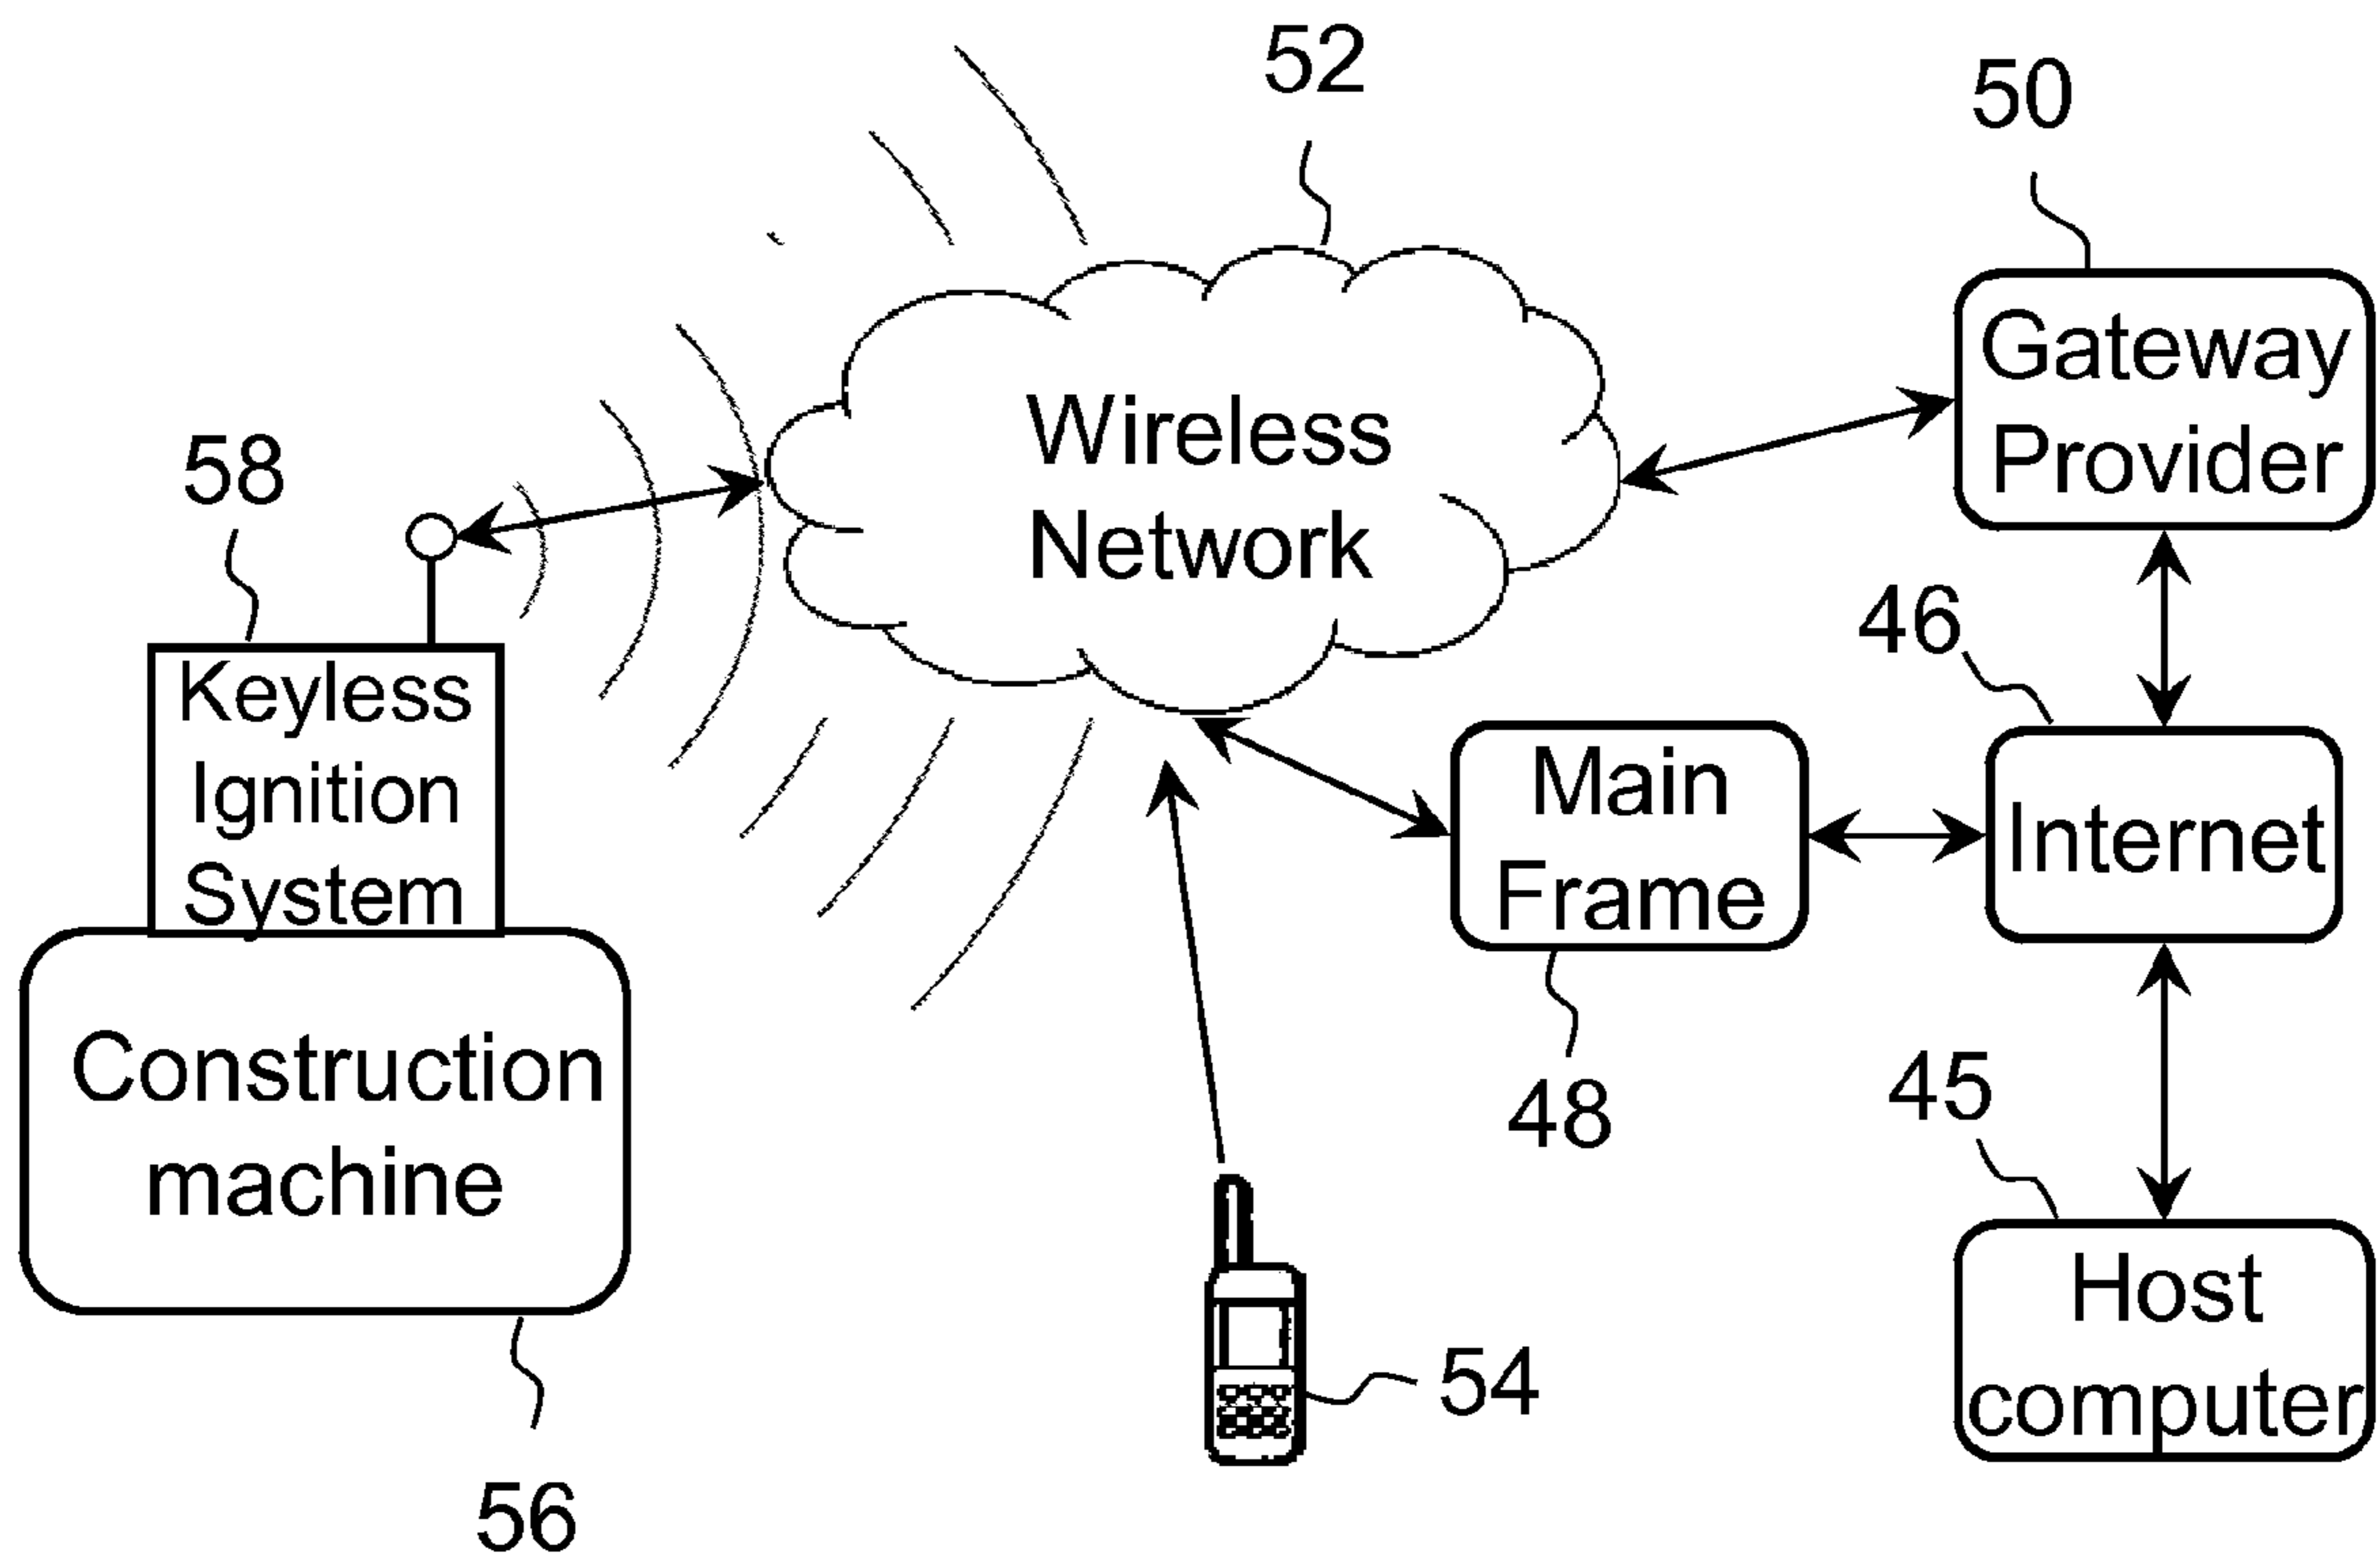 52
50
Gateway
Provider
Wireless
Network
58
46
Keyless
Ignition
System
Main
Frame
Internet
Construction
machine
48
45
Host
computer
54
56